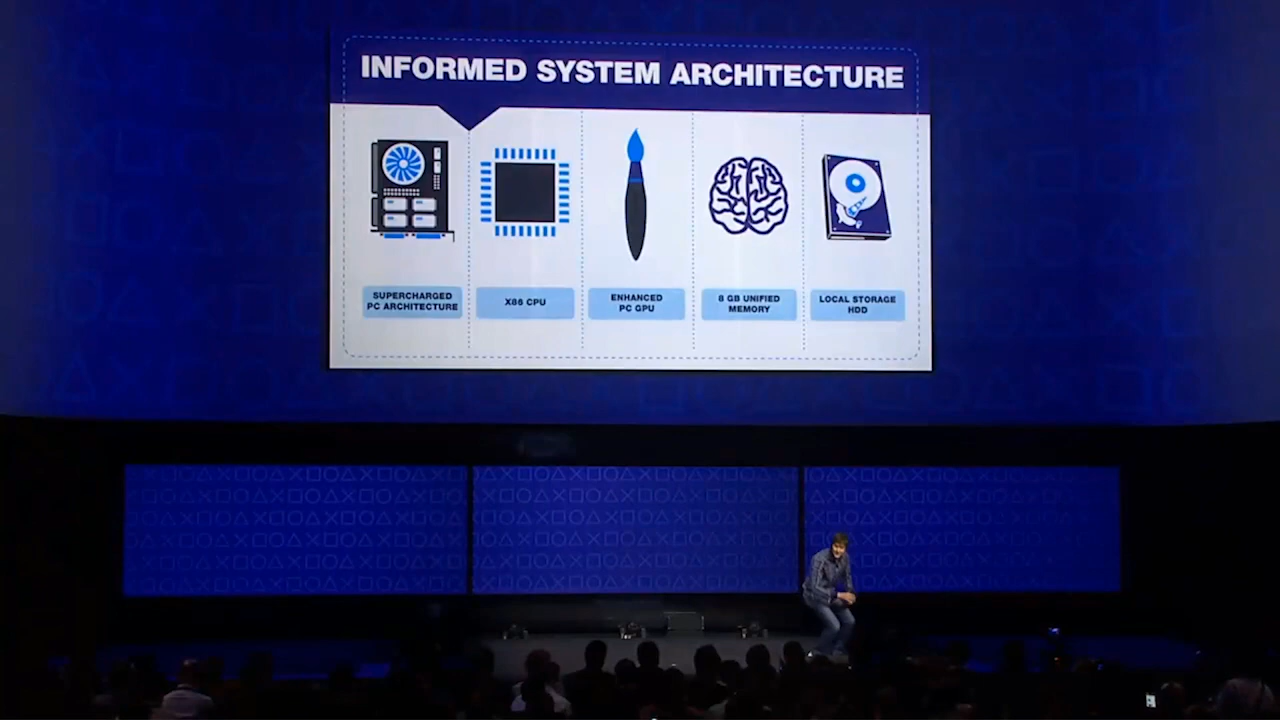 INFORMED SYSTEM ARCHITECTURE
SUPERCHARGED
PC ARCHITECTURE
X86 CPU
ENHANCED
PC GPU
8 GB UNIFIED
MEMORY
LOCAL STORAGE
HDD